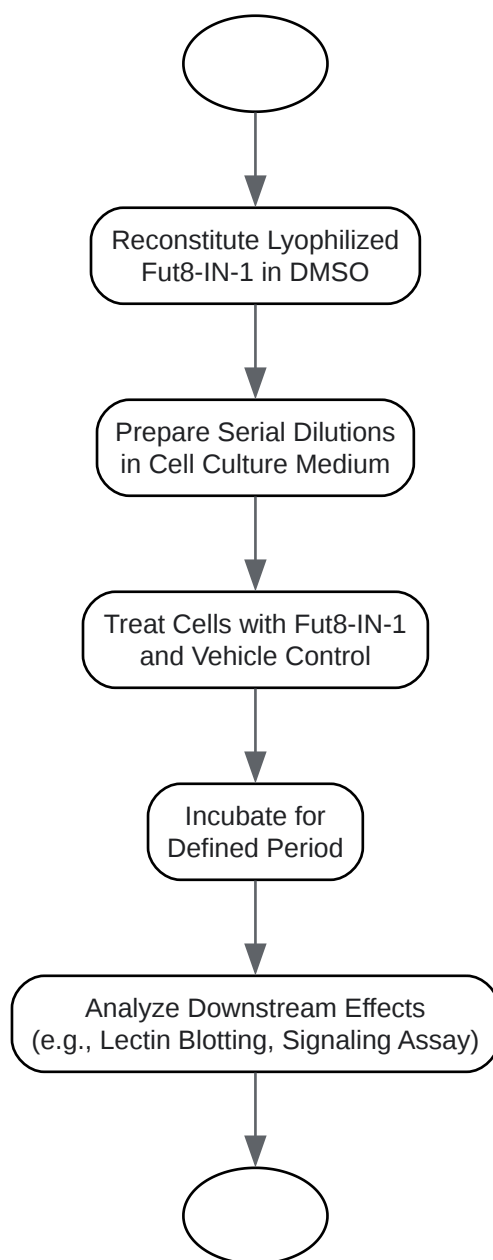 Reconstitute Lyophilized
Fut8-IN-1 in DMSO
Prepare Serial Dilutions
in Cell Culture Medium
Treat Cells with Fut8-IN-1
and Vehicle Control
Incubate for
Defined Period
Analyze Downstream Effects
(e.g., Lectin Blotting, Signaling Assay)